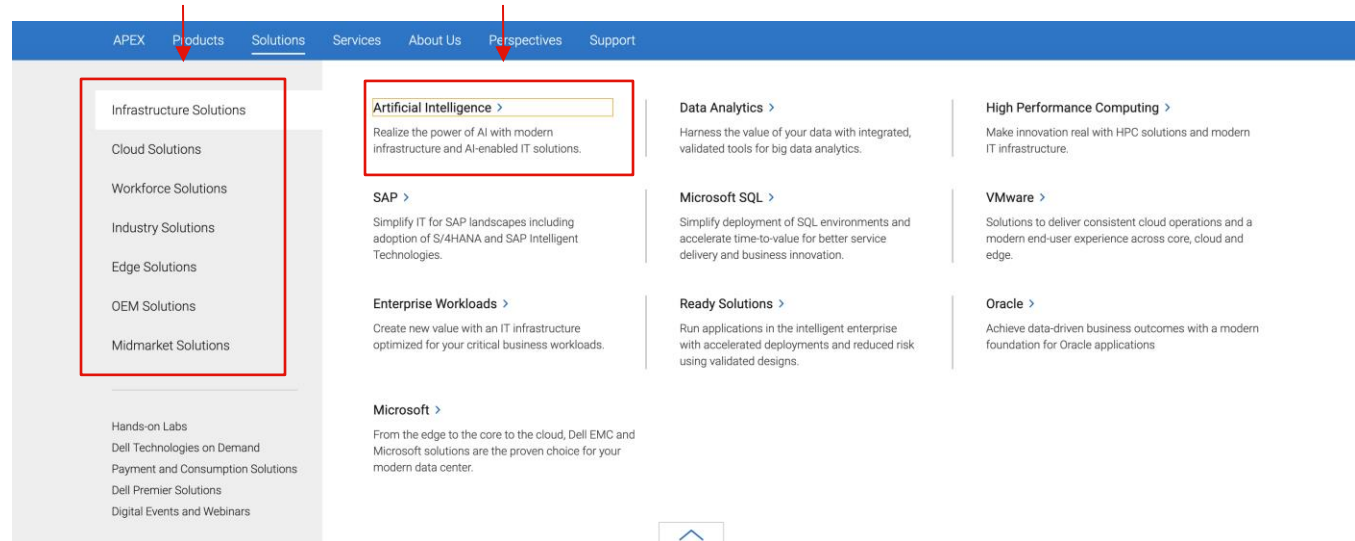 APEX Products Solutions Services About Us Perspectives Support
Infrastructure Solutions
Cloud Solutions
Workforce Solutions
Industry Solutions
Edge Solutions
OEM Solutions
Midmarket Solutions
Hands-on Labs
Dell Technologies on Demand
Payment and Consumption Solutions
Dell Premier Solutions
Digital Events and Webinars
Artificial Intelligence >
Realize the power of AI with modern
infrastructure and AI-enabled IT solutions.
Data Analytics >
Harness the value of your data with integrated,
validated tools for big data analytics.
High Performance Computing >
Make innovation real with HPC solutions and modern
IT infrastructure.
SAP >
Simplify IT for SAP landscapes including
adoption of S/4HANA and SAP Intelligent
Technologies.
Microsoft SQL >
Simplify deployment of SQL environments and
accelerate time-to-value for better service
delivery and business innovation.
VMware >
Solutions to deliver consistent cloud operations and a
modern end-user experience across core, cloud and
edge.
Enterprise Workloads >
Create new value with an IT infrastructure
optimized for your critical business workloads.
Ready Solutions >
Run applications in the intelligent enterprise
with accelerated deployments and reduced risk
using validated designs.
Oracle >
Achieve data-driven business outcomes with a modern
foundation for Oracle applications
Microsoft >
From the edge to the core to the cloud, Dell EMC and
Microsoft solutions are the proven choice for your
modern data center.